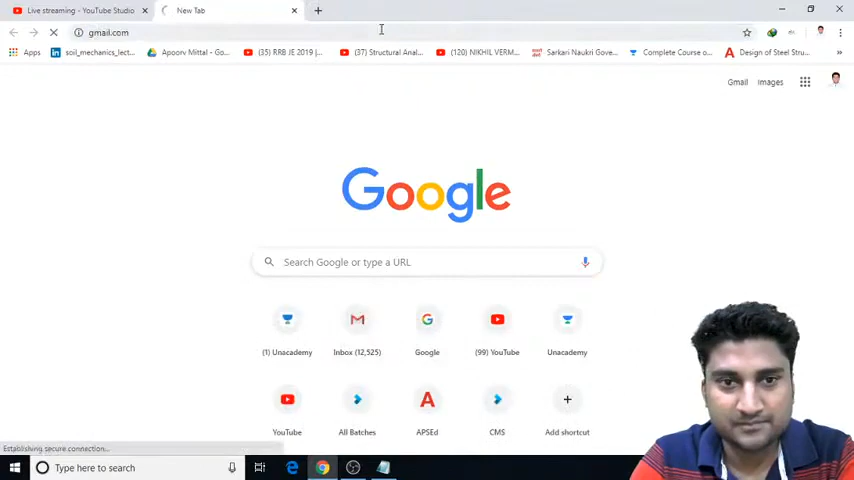 Live streaming - YouTube Studio
New Tab
gmail.com
Apps
soil_mechanics_lect...
Apoorv Mittal - Go...
(35) RRB JE 2019 |...
(37) Structural Anal...
(120) NIKHIL VERM...
Sarkari Naukri Gove...
Complete Course o...
Design of Steel Stru...
Gmail
Images
Google
Search Google or type a URL
(1) Unacademy
Inbox (12,525)
Google
(99) YouTube
Unacademy
YouTube
All Batches
APSEd
CMS
Add shortcut
Establishing secure connection...
Type here to search